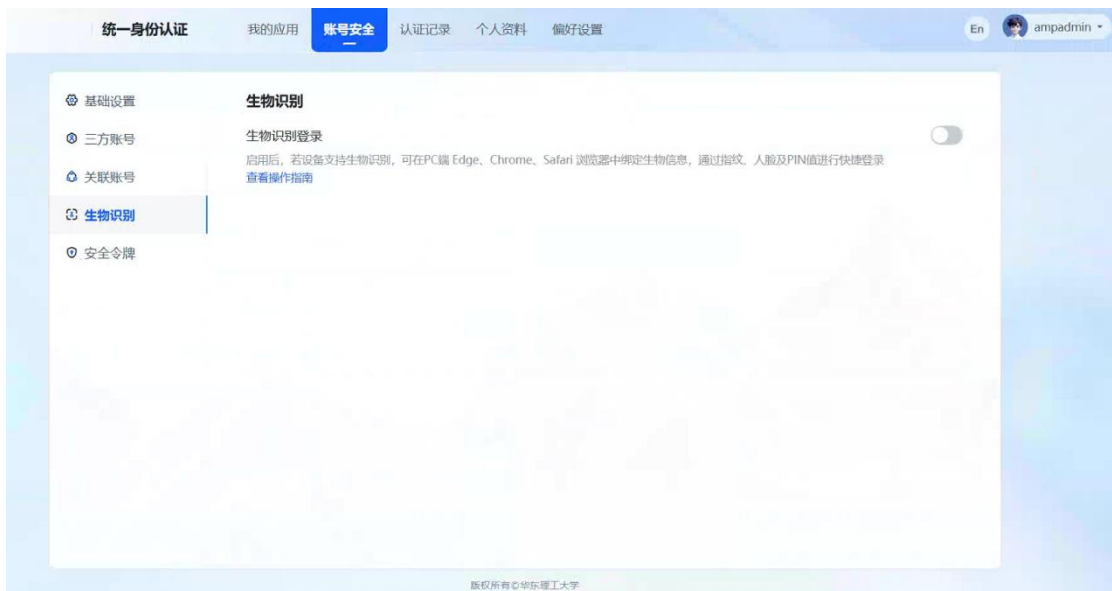 统一身份认证 我的应用 账号安全 认证记录 个人资料 偏好设置 En ampadmin
基础设置
三方账号
关联账号
生物识别
安全令牌
生物识别
生物识别登录
启用后，若设备支持生物识别，可在PC端 Edge、Chrome、Safari 浏览器中绑定生物信息，通过指纹、人脸及PIN值进行快捷登录
查看操作指南
版权所有©华东理工大学